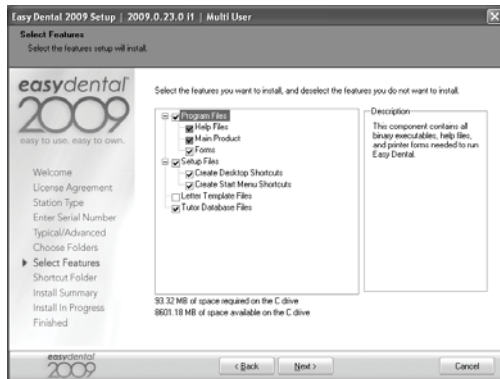 Easy Dental 2009 Setup | 2009.0.23.0 i1 | Multi User
Select Features
Select the features setup will install.
easydental
2009
easy to use. easy to own.
Welcome
License Agreement
Station Type
Enter Serial Number
Typical/Advanced
Choose Folders
Select Features
Shortcut Folder
Install Summary
Install In Progress
Finished
Select the features you want to install, and deselect the features you do not want to install.
Program Files
Help Files
Main Product
Forms
Setup Files
Create Desktop Shortcuts
Create Start Menu Shortcuts
Letter Template Files
Tutor Database Files
Description
This component contains all
binary executables, help files,
and printer forms needed to run
Easy Dental.
93.32 MB of space required on the C drive
8601.18 MB of space available on the C drive
easydental
2009
< Back
Next >
Cancel